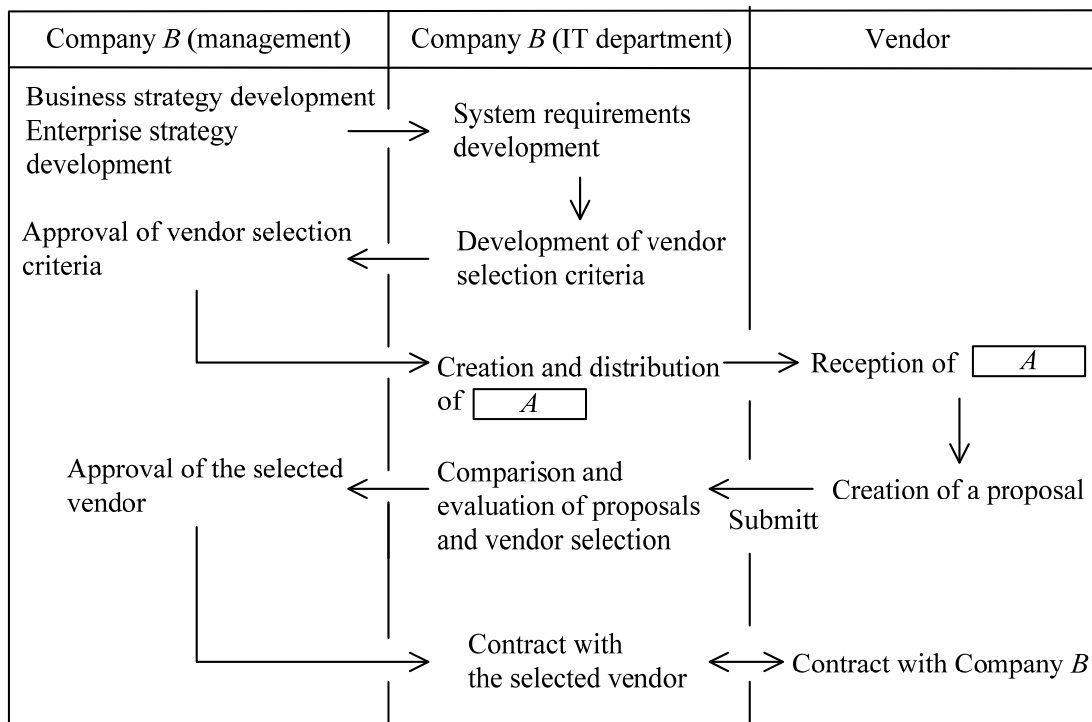 Company B (management)
Company B (IT department)
Vendor
Business strategy development
Enterprise strategy
development
System requirements
development
Approval of vendor selection
criteria
Development of vendor
selection criteria
Creation and distribution
of A
Reception of A
Approval of the selected
vendor
Comparison and
evaluation of proposals
and vendor selection
Submitt
Creation of a proposal
Contract with
the selected vendor
Contract with Company B